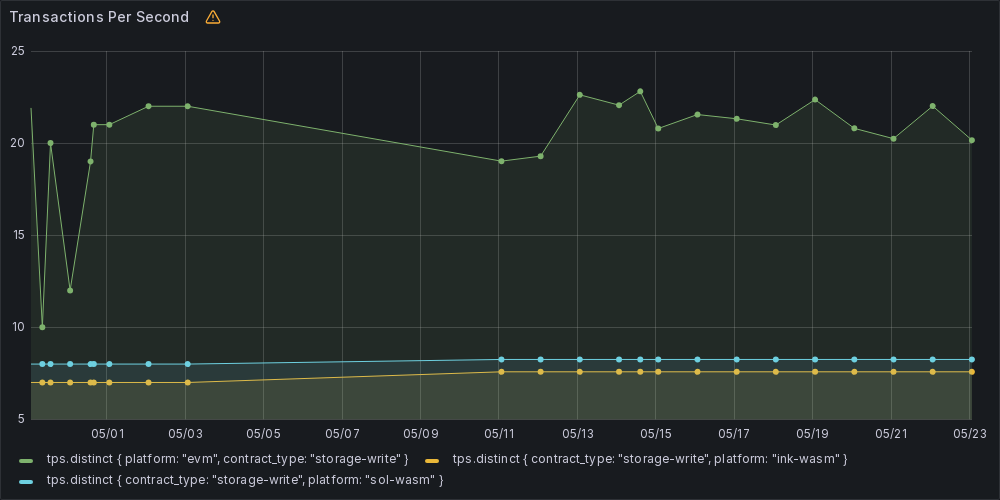 Transactions Per Second
25
20
15
10
5
05/01 05/03 05/05 05/07 05/09 05/11 05/13 05/15 05/17 05/19 05/21 05/23
tps.distinct { platform: "evm", contract_type: "storage-write" } tps.distinct { contract_type: "storage-write", platform: "ink-wasm" }
tps.distinct { contract_type: "storage-write", platform: "sol-wasm" }